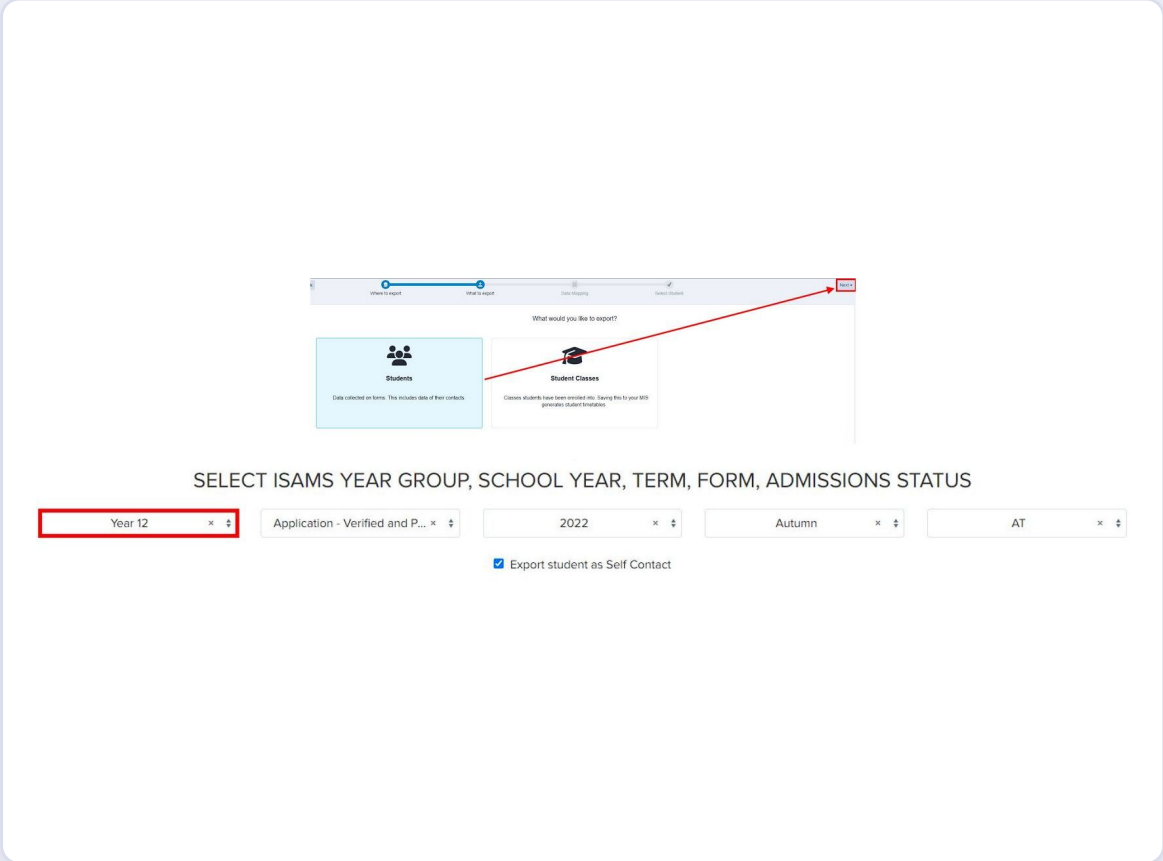 Where to export
What to export
Data Mapping
Select Student
Next
What would you like to export?
Students
Data collected on forms. This includes data of their contacts.
Student Classes
Classes students have been enrolled into. Saving this to your MIS
generates student timetables
SELECT ISAMS YEAR GROUP, SCHOOL YEAR, TERM, FORM, ADMISSIONS STATUS
Year 12
Application - Verified and P...
2022
Autumn
AT
Export student as Self Contact